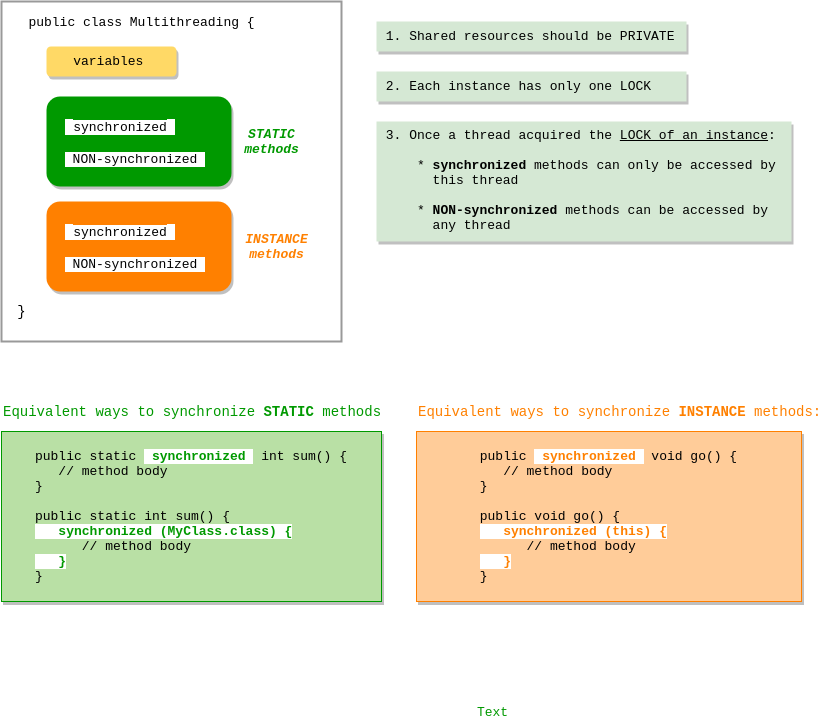 public class Multithreading {
variables
synchronized
NON-synchronized
STATIC
methods
synchronized
NON-synchronized
INSTANCE
methods
}
1. Shared resources should be PRIVATE
2. Each instance has only one LOCK
3. Once a thread acquired the LOCK of an instance:
* synchronized methods can only be accessed by
this thread
* NON-synchronized methods can be accessed by
any thread
Equivalent ways to synchronize STATIC methods
public static synchronized int sum() {
// method body
}
public static int sum() {
synchronized (MyClass.class) {
// method body
}
}
Equivalent ways to synchronize INSTANCE methods:
public synchronized void go() {
// method body
}
public void go() {
synchronized (this) {
// method body
}
}
Text